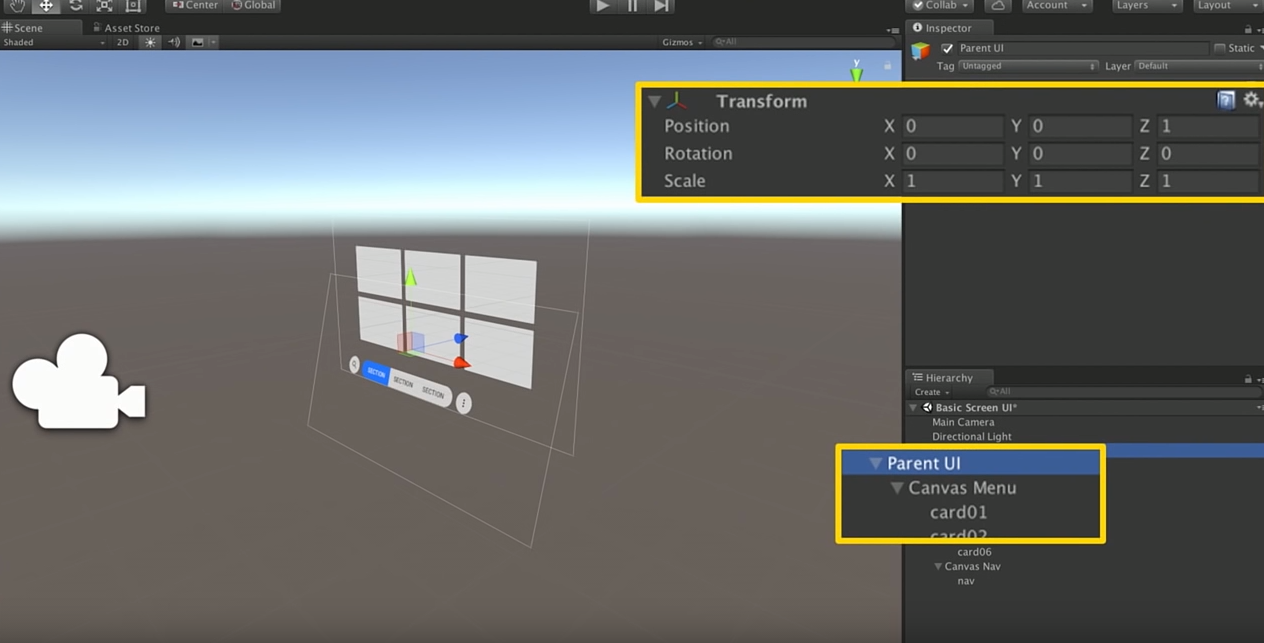 Center Global
Collab Account Layers Layout
Scene Asset Store
Shaded 2D Gizmos All
Inspector
Parent UI Static
Tag Untagged Layer Default
y
Transform
Position X 0 Y 0 Z 1
Rotation X 0 Y 0 Z 0
Scale X 1 Y 1 Z 1
SECTION SECTION SECTION
Hierarchy
Create All
Basic Screen UI*
Main Camera
Directional Light
Parent UI
Canvas Menu
card01
card02
card06
Canvas Nav
nav